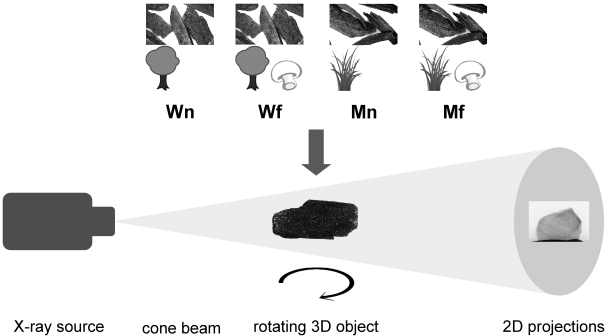 Wn Wf Mn Mf
X-ray source cone beam rotating 3D object 2D projections